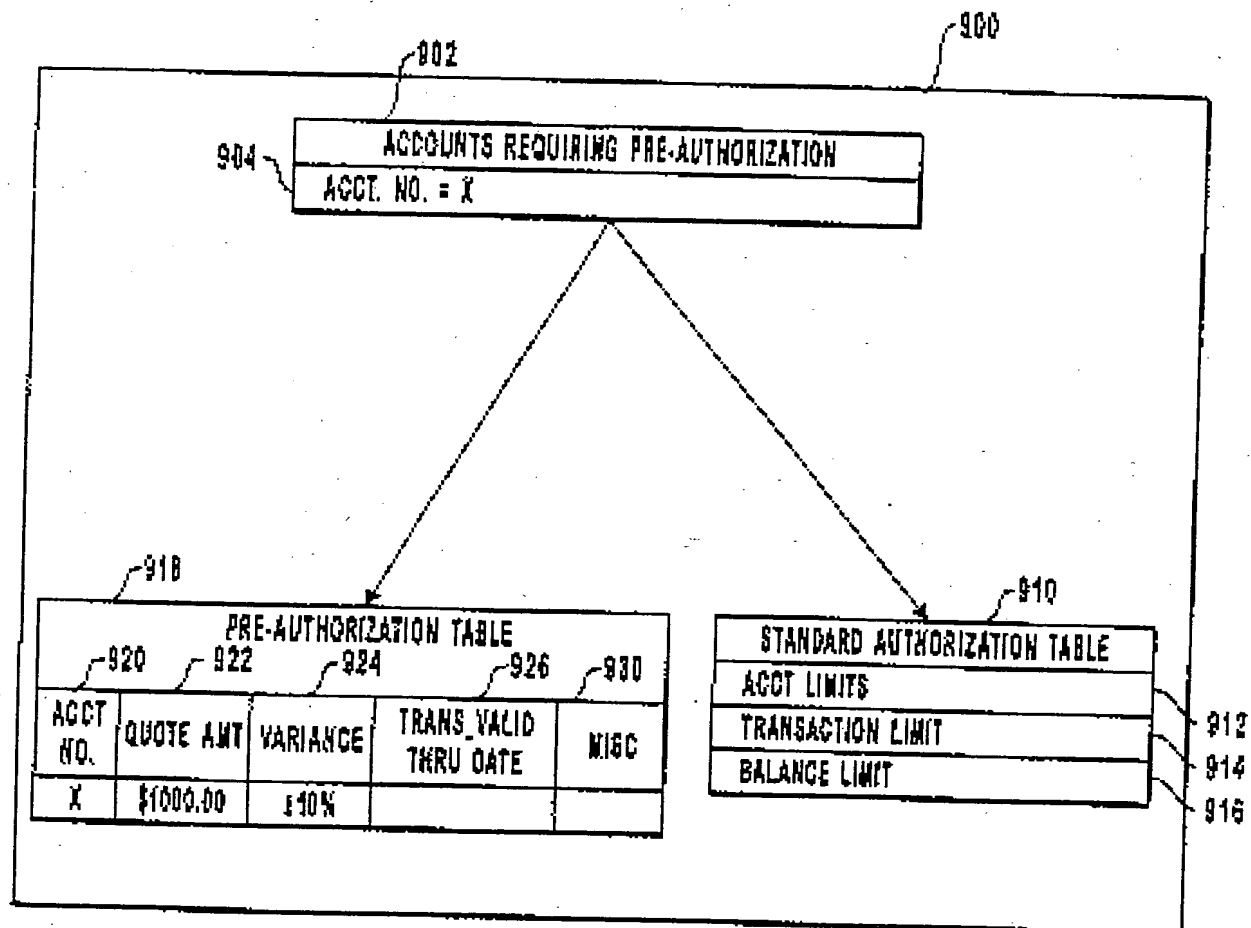 900
902
ACCOUNTS REQUIRING PRE-AUTHORIZATION
904
ACCT. NO. = X
918
PRE-AUTHORIZATION TABLE
920 922 924 926 930
ACCT NO. QUOTE AMT VARIANCE TRANS_VALID THRU DATE MISC
X $1000.00 ±10%
910
STANDARD AUTHORIZATION TABLE
ACCT LIMITS
912
TRANSACTION LIMIT
914
BALANCE LIMIT
916